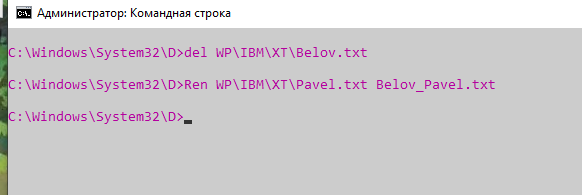 Администратор: Командная строка
C:\Windows\System32\D>del WP\IBM\XT\Belov.txt
C:\Windows\System32\D>Ren WP\IBM\XT\Pavel.txt Belov_Pavel.txt
C:\Windows\System32\D>